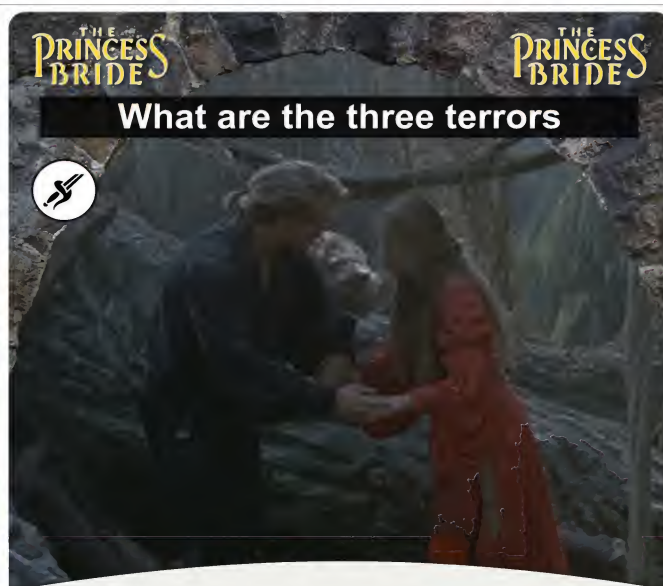 THE
PRINCESS
BRIDE
THE
PRINCESS
BRIDE
What are the three terrors